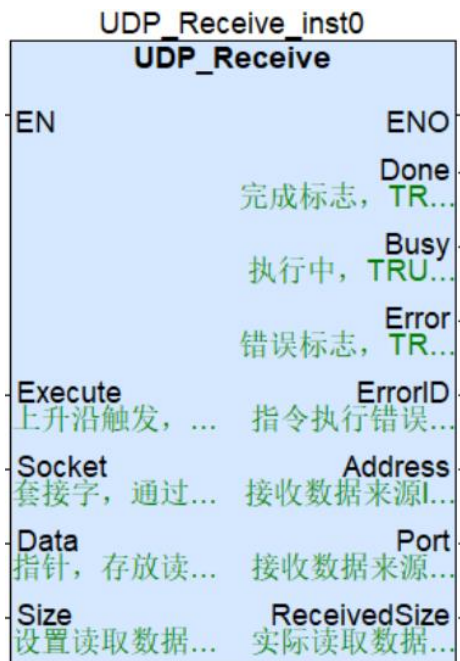 UDP_Receive_inst0
UDP_Receive
EN ENO
Done
完成标志，TR...
Busy
执行中，TRU...
Error
错误标志，TR...
Execute ErrorID
上升沿触发，... 指令执行错误...
Socket Address
套接字，通过... 接收数据来源I...
Data Port
指针，存放读... 接收数据来源...
Size ReceivedSize
设置读取数据... 实际读取数据...